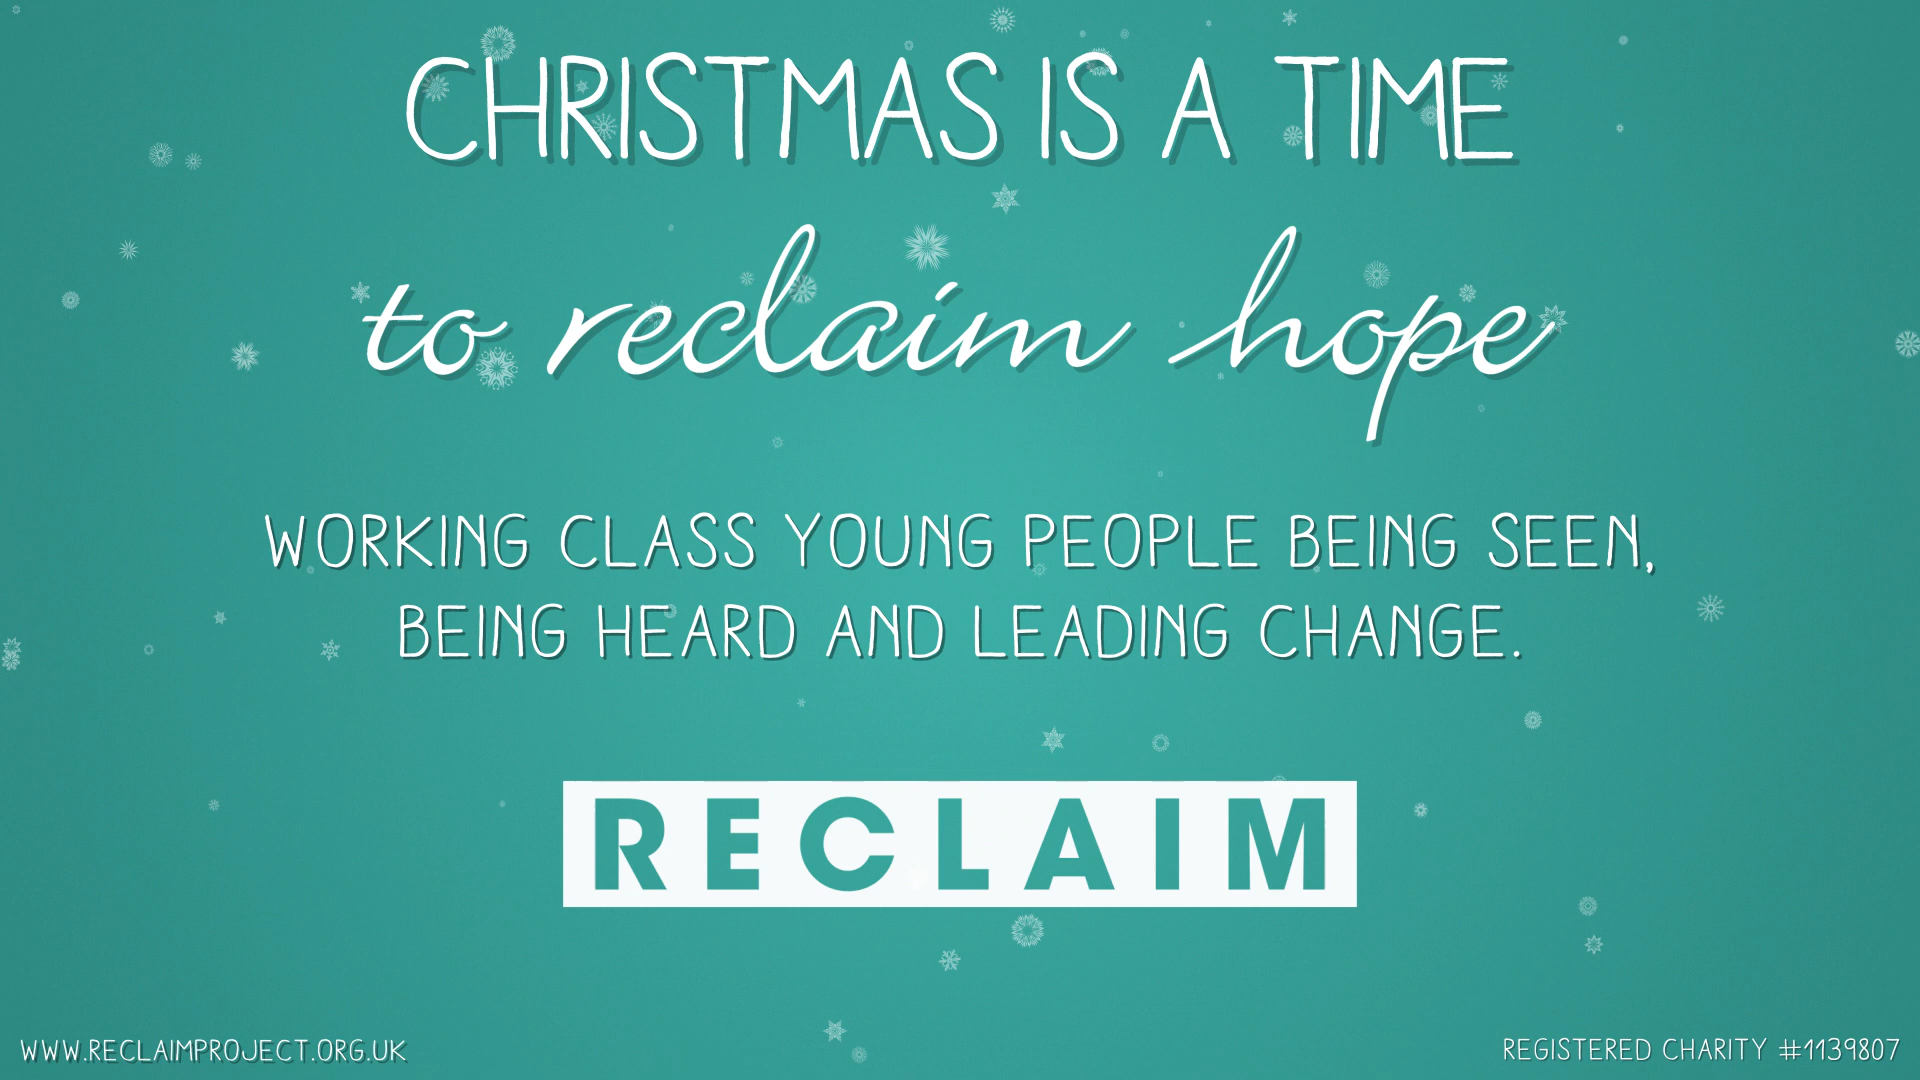 CHRISTMAS IS A TIME
to reclaim hope
WORKING CLASS YOUNG PEOPLE BEING SEEN,
BEING HEARD AND LEADING CHANGE.
RECLAIM
WWW.RECLAIMPROJECT.ORG.UK
REGISTERED CHARITY #1139807